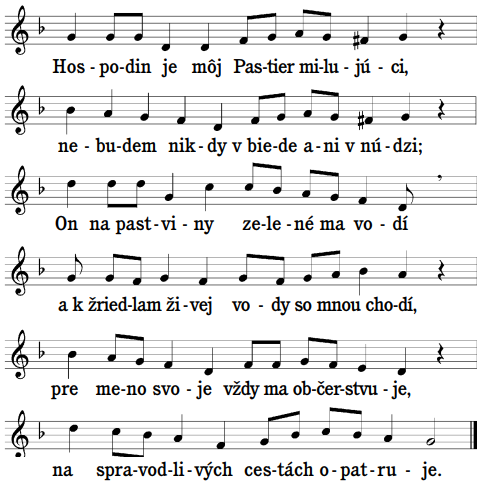 Hos - po - din je môj Pas - tier mi - lu - jú - ci,
ne - bu - dem nik - dy v bie - de a - ni v nú - dzi;
On na past - vi - ny ze - le - né ma vo - dí
a k žried - lam ži - vej vo - dy so mnou cho - dí,
pre me - no svo - je vždy ma ob - čer - stvu - je,
na spra - vod - li - vých ces - tách o - pat - ru - je.